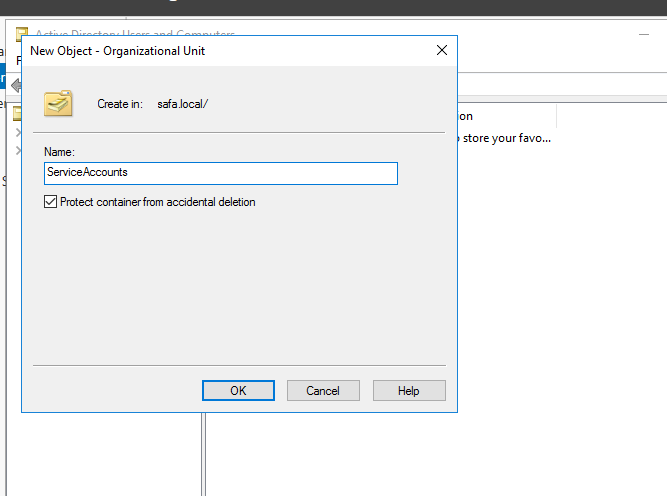 Active Directory Users and Computers
New Object - Organizational Unit
Create in: safa.local/
ion
Name:
store your favo...
ServiceAccounts
Protect container from accidental deletion
OK Cancel Help